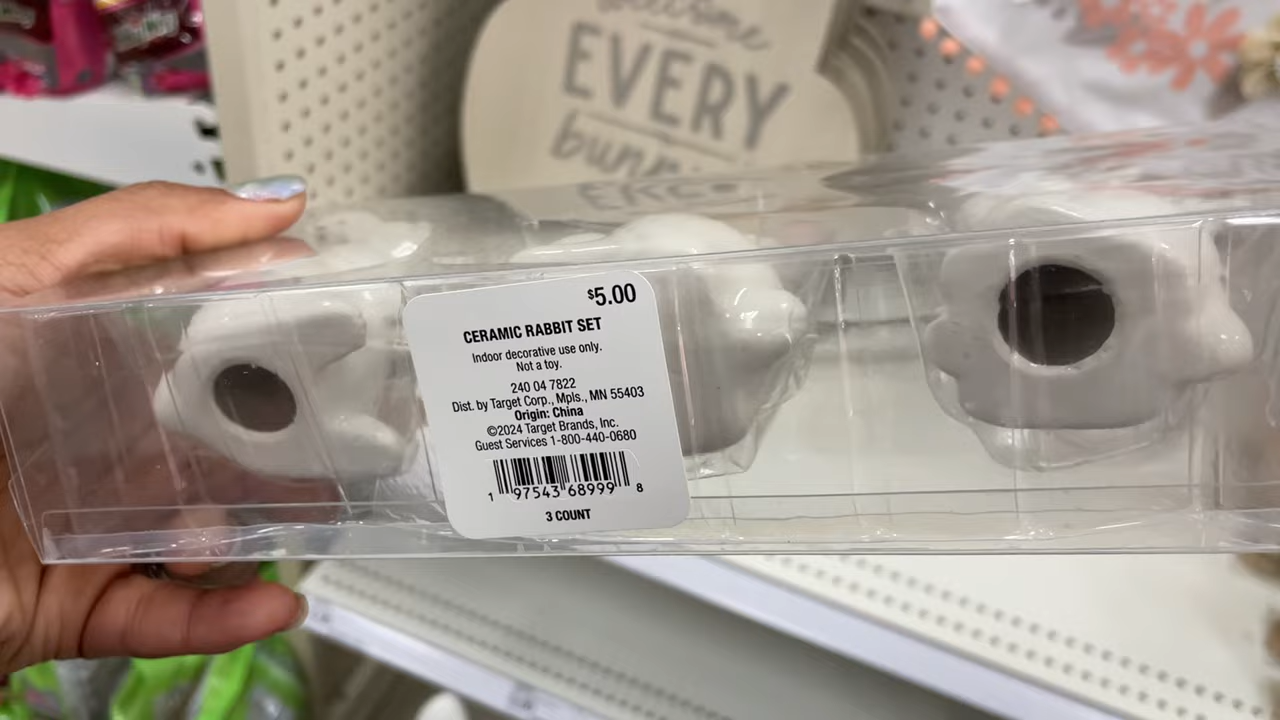 EVERY
$5.00
CERAMIC RABBIT SET
Indoor decorative use only.
Not a toy.
240 04 7822
Dist. by Target Corp., Mpls., MN 55403
Origin: China
©2024 Target Brands, Inc.
Guest Services 1-800-440-0680
1 97543 68999 8
3 COUNT